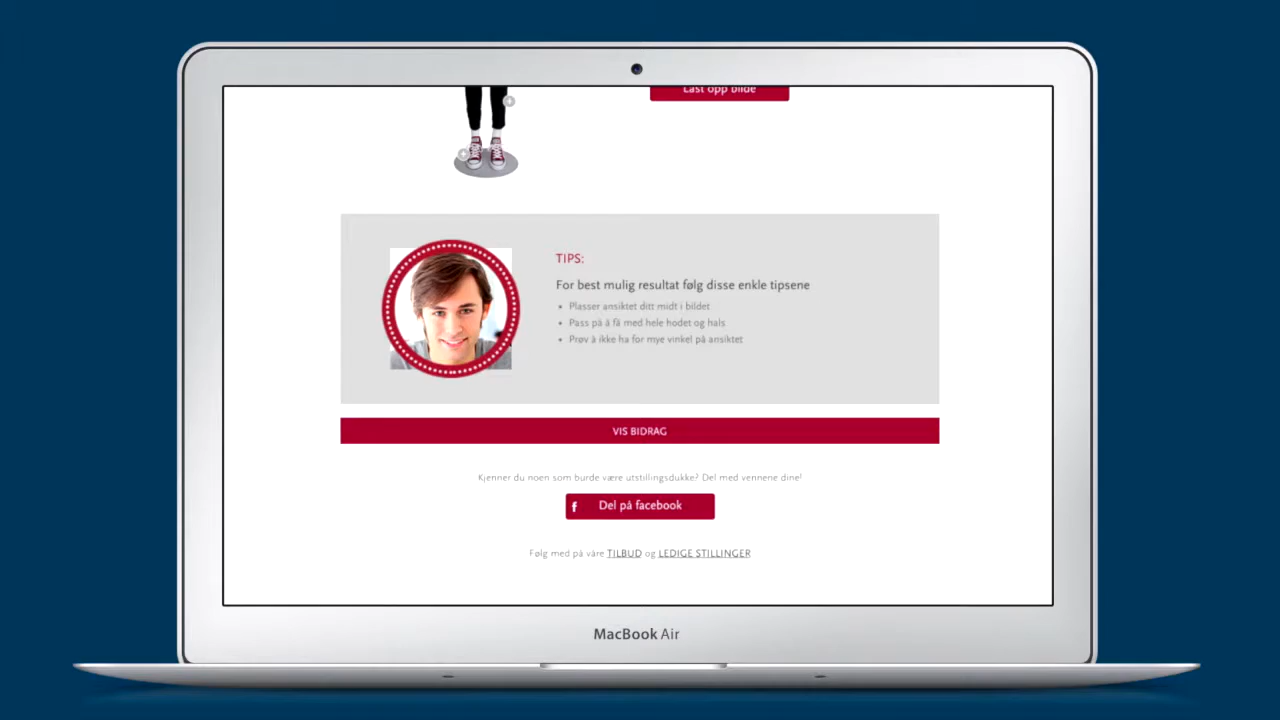 Last opp bilde
TIPS:
For best mulig resultat følg disse enkle tipsene
• Plasser ansiktet ditt midt i bildet
• Pass på å få med hele hodet og hals
• Prøv å ikke ha for mye vinkel på ansiktet
VIS BIDRAG
Kjenner du noen som burde være utstillingsdukke? Del med vennene dine!
f Del på facebook
Følg med på våre TILBUD og LEDIGE STILLINGER
MacBook Air